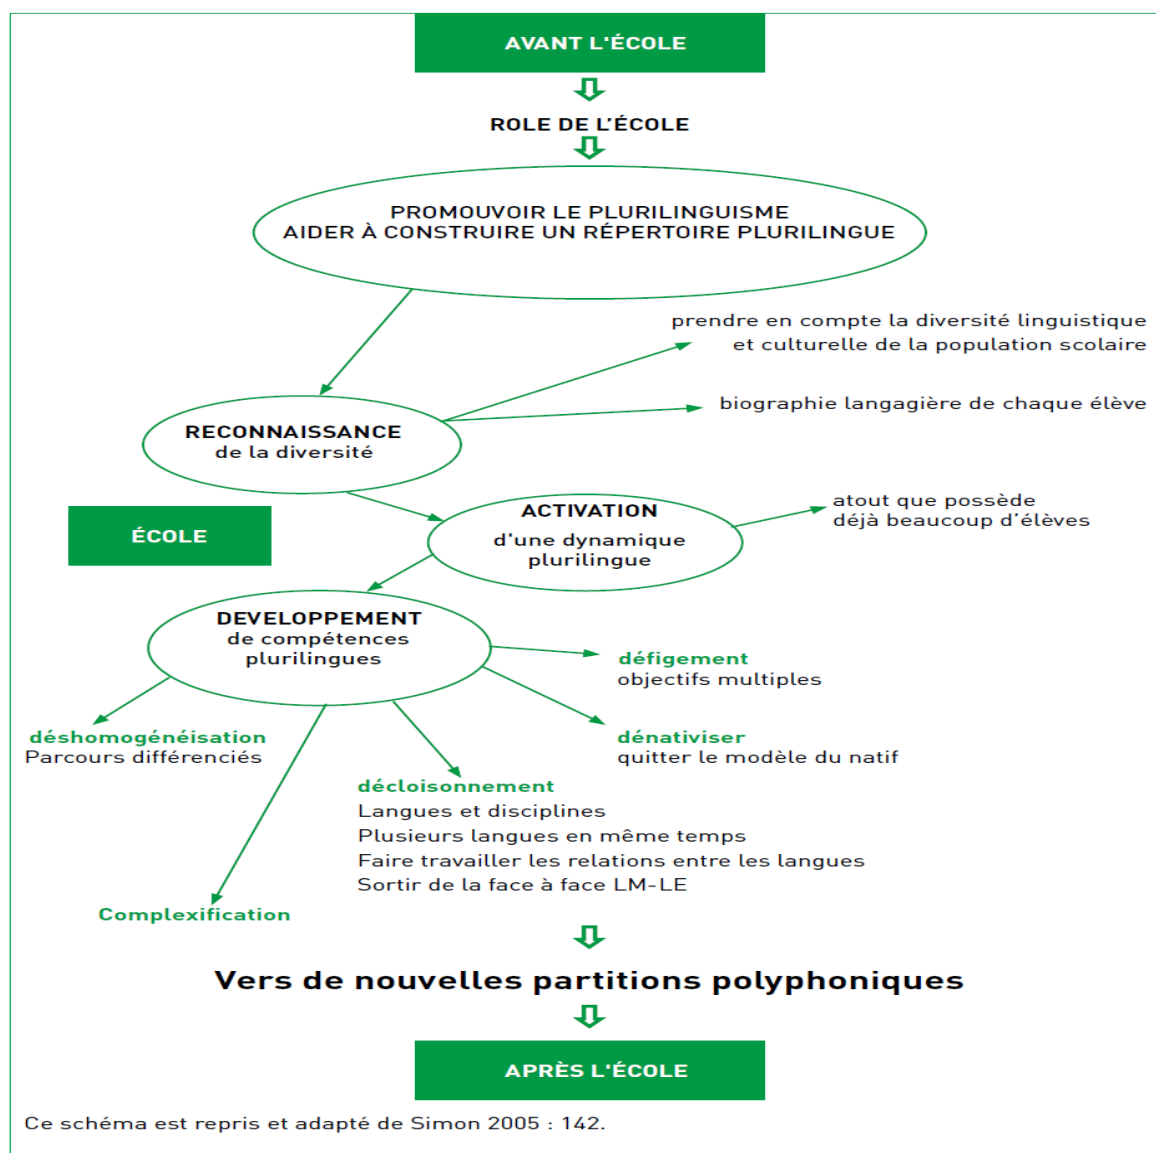 AVANT L'ÉCOLE
ROLE DE L'ÉCOLE
PROMOUVOIR LE PLURILINGUISME
AIDER À CONSTRUIRE UN RÉPERTOIRE PLURILINGUE
prendre en compte la diversité linguistique
et culturelle de la population scolaire
biographie langagière de chaque élève
RECONNAISSANCE
de la diversité
ÉCOLE
ACTIVATION
d'une dynamique
plurilingue
atout que possède
déjà beaucoup d'élèves
DEVELOPPEMENT
de compétences
plurilingues
défigement
objectifs multiples
déshomogénéisation
Parcours différenciés
dénativiser
quitter le modèle du natif
décloisonnement
Langues et disciplines
Plusieurs langues en même temps
Faire travailler les relations entre les langues
Sortir de la face à face LM-LE
Complexification
Vers de nouvelles partitions polyphoniques
APRÈS L'ÉCOLE
Ce schéma est repris et adapté de Simon 2005 : 142.